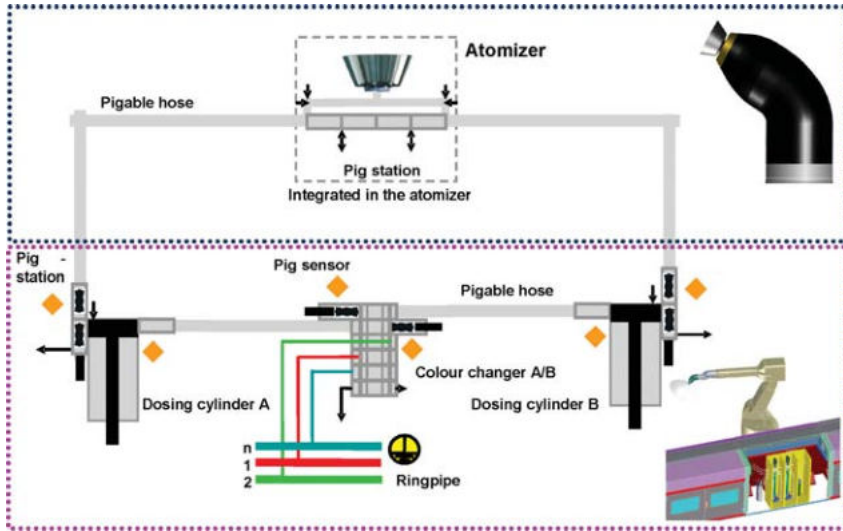 Atomizer
Pigable hose
Pig station
Integrated in the atomizer
Pig -
station
Pig sensor
Pigable hose
Colour changer A/B
Dosing cylinder A
Dosing cylinder B
n
1
2
Ringpipe